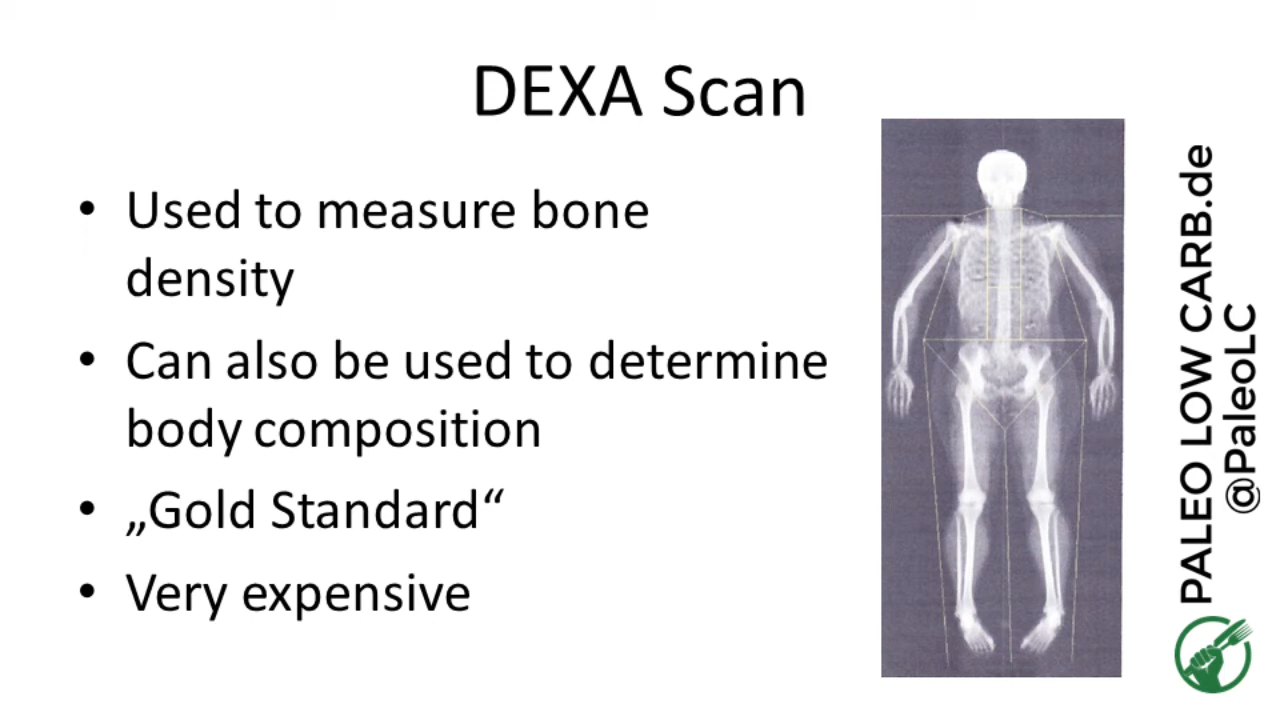 DEXA Scan
• Used to measure bone
density
• Can also be used to determine
body composition
• „Gold Standard“
• Very expensive
PALEO LOW CARB.de
@PaleoLC